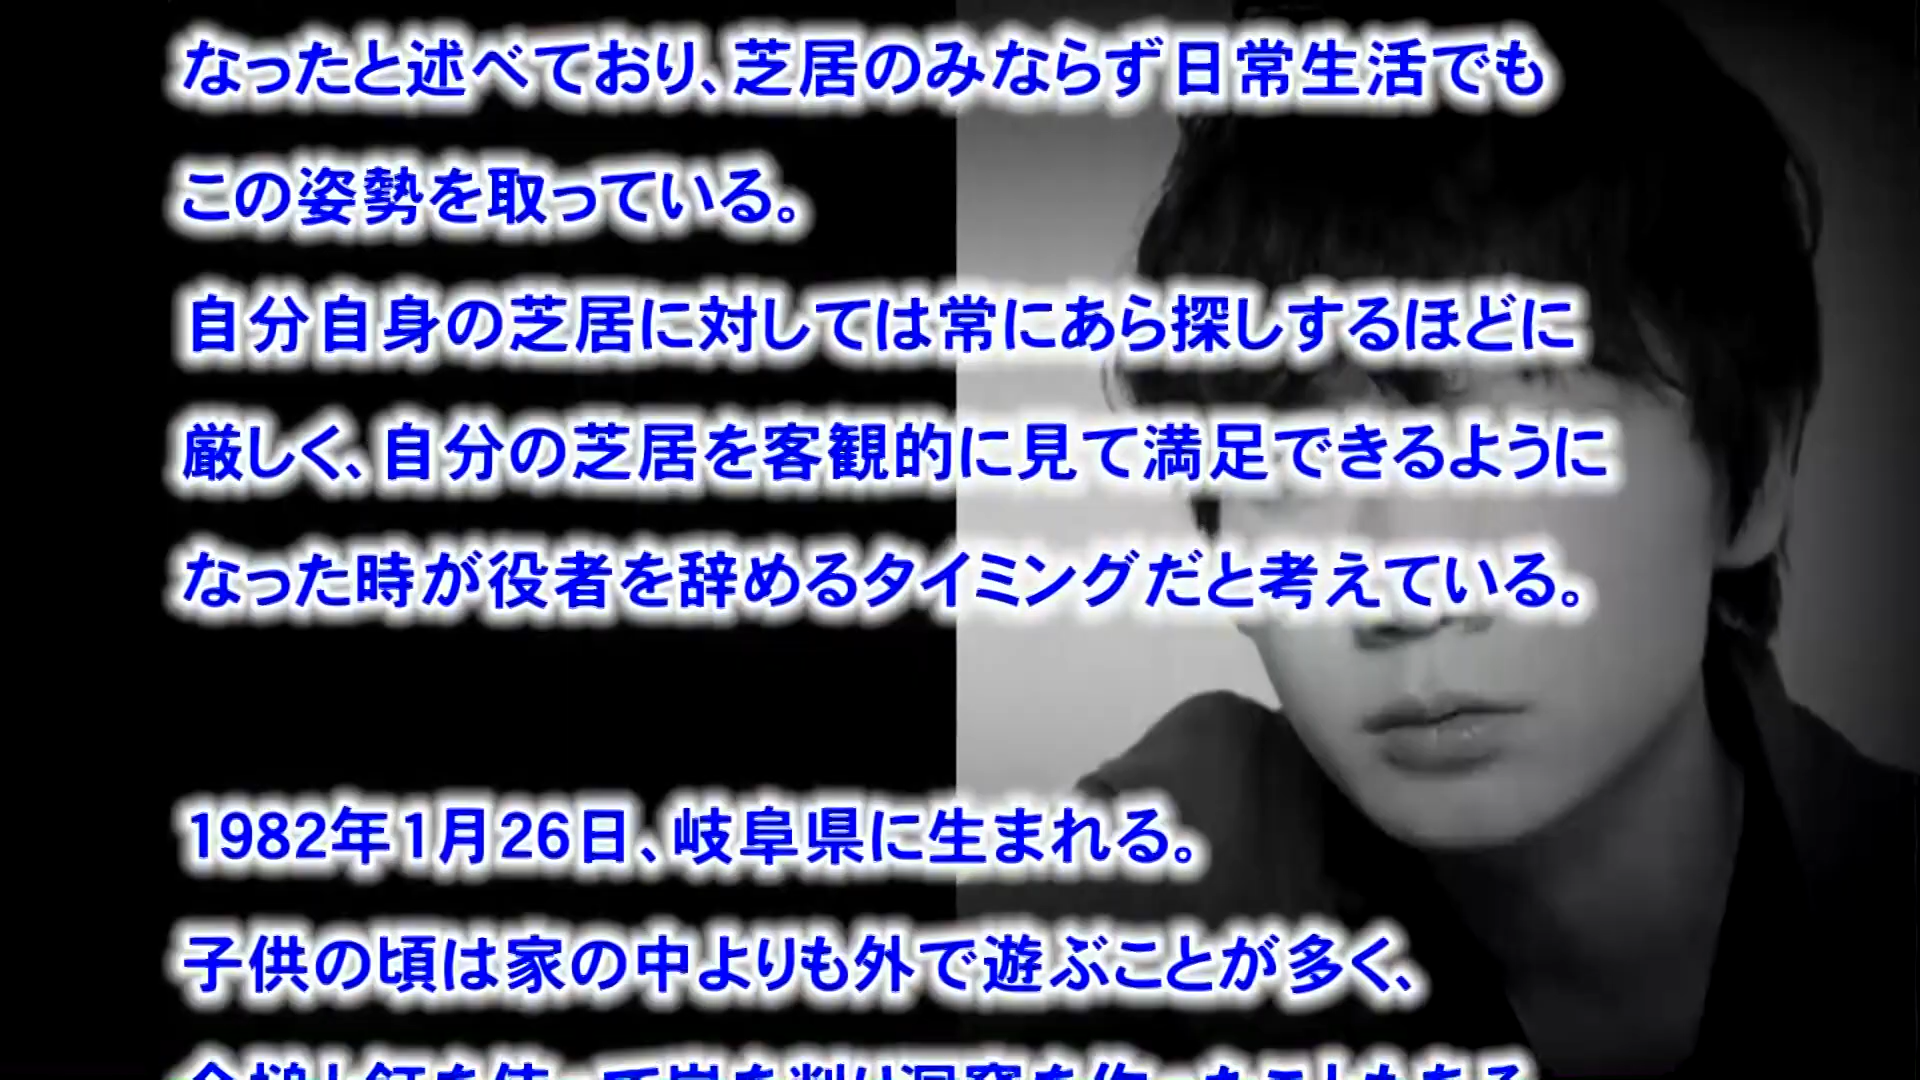 なったと述べており、芝居のみならず日常生活でも
この姿勢を取っている。
自分自身の芝居に対しては常にあら探しするほどに
厳しく、自分の芝居を客観的に見て満足できるように
なった時が役者を辞めるタイミングだと考えている。
1982年1月26日、岐阜県に生まれる。
子供の頃は家の中よりも外で遊ぶことが多く、